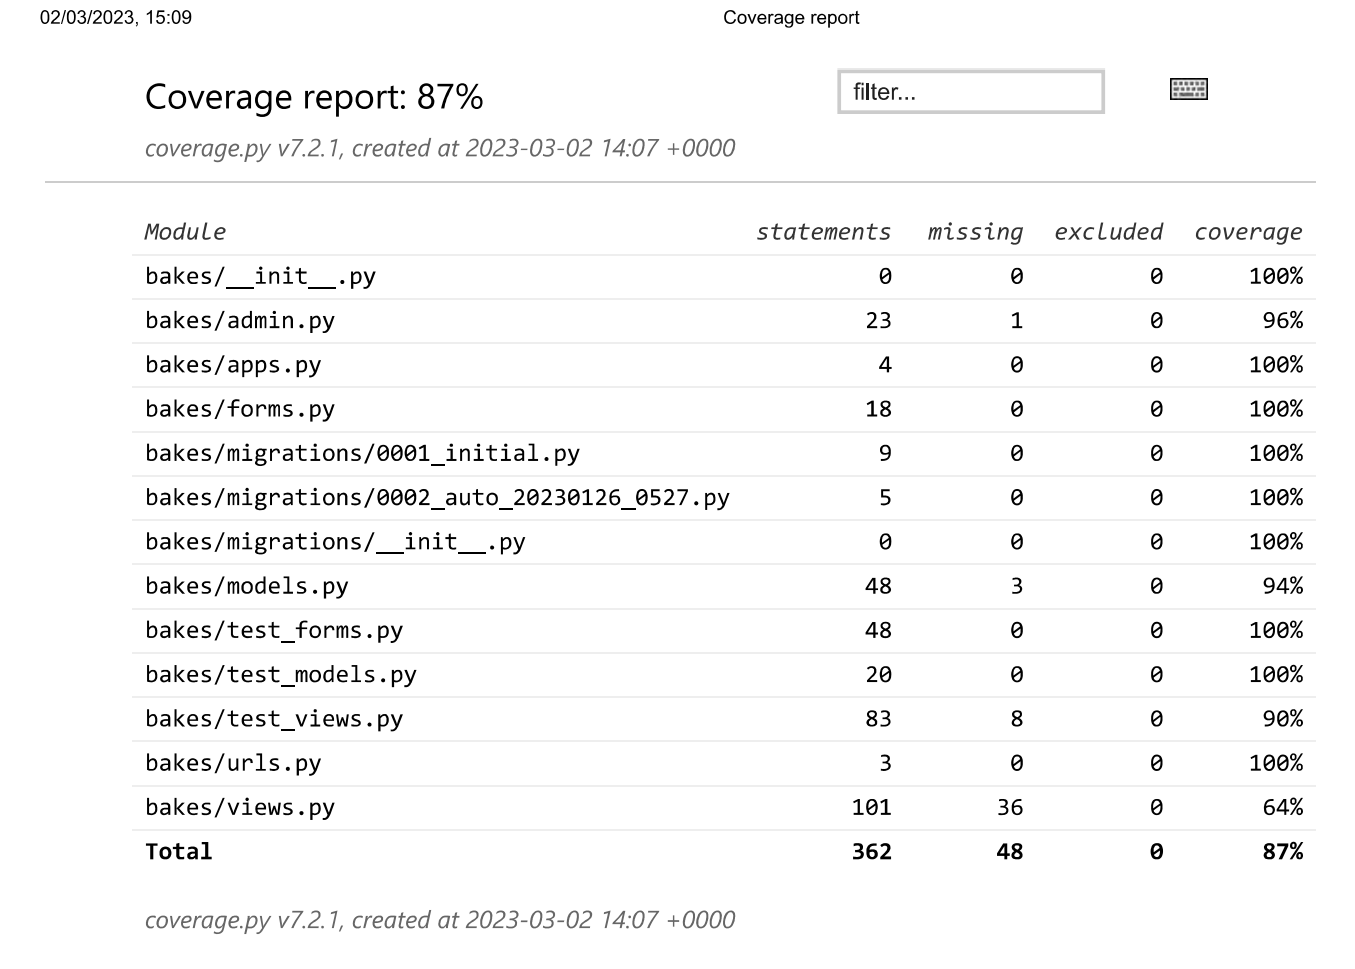 02/03/2023, 15:09 Coverage report
Coverage report: 87% filter...
coverage.py v7.2.1, created at 2023-03-02 14:07 +0000
Module statements missing excluded coverage
bakes/__init__.py 0 0 0 100%
bakes/admin.py 23 1 0 96%
bakes/apps.py 4 0 0 100%
bakes/forms.py 18 0 0 100%
bakes/migrations/0001_initial.py 9 0 0 100%
bakes/migrations/0002_auto_20230126_0527.py 5 0 0 100%
bakes/migrations/__init__.py 0 0 0 100%
bakes/models.py 48 3 0 94%
bakes/test_forms.py 48 0 0 100%
bakes/test_models.py 20 0 0 100%
bakes/test_views.py 83 8 0 90%
bakes/urls.py 3 0 0 100%
bakes/views.py 101 36 0 64%
Total 362 48 0 87%
coverage.py v7.2.1, created at 2023-03-02 14:07 +0000